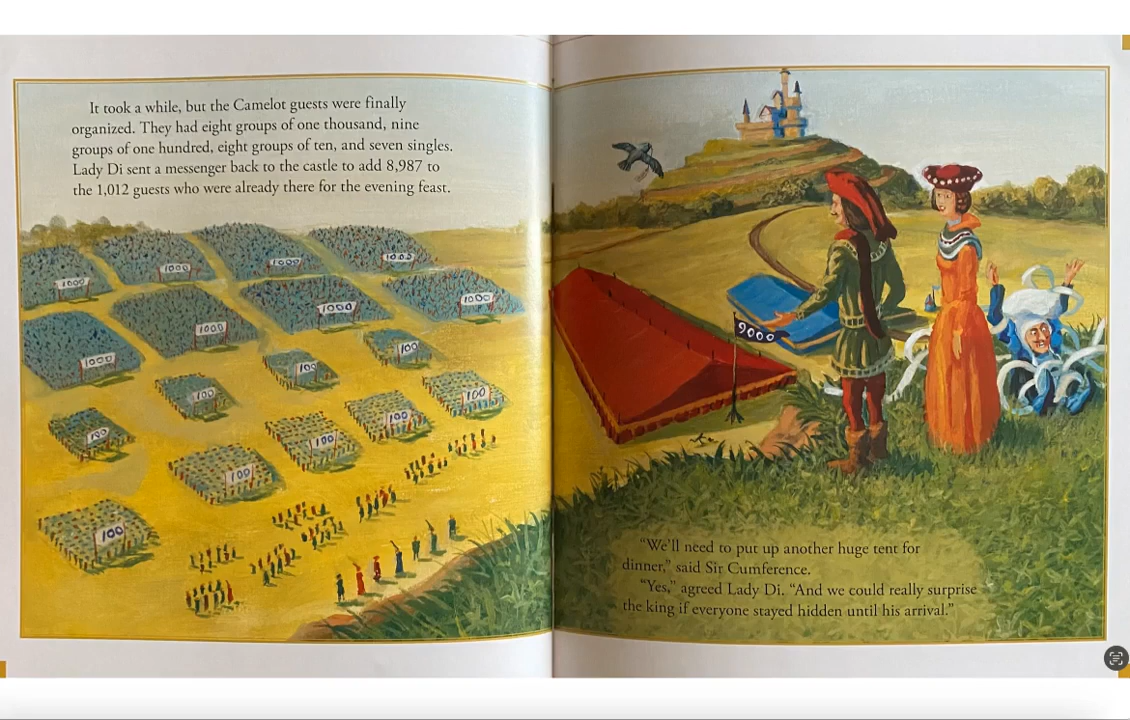 It took a while, but the Camelot guests were finally
organized. They had eight groups of one thousand, nine
groups of one hundred, eight groups of ten, and seven singles.
Lady Di sent a messenger back to the castle to add 8,987 to
the 1,012 guests who were already there for the evening feast.
1000
1000
1000
1000
1000
1000
1000
1000
100
100
100
100
100
100
100
100
100
9000
"We'll need to put up another huge tent for
dinner," said Sir Cumference.
"Yes," agreed Lady Di. "And we could really surprise
the king if everyone stayed hidden until his arrival."